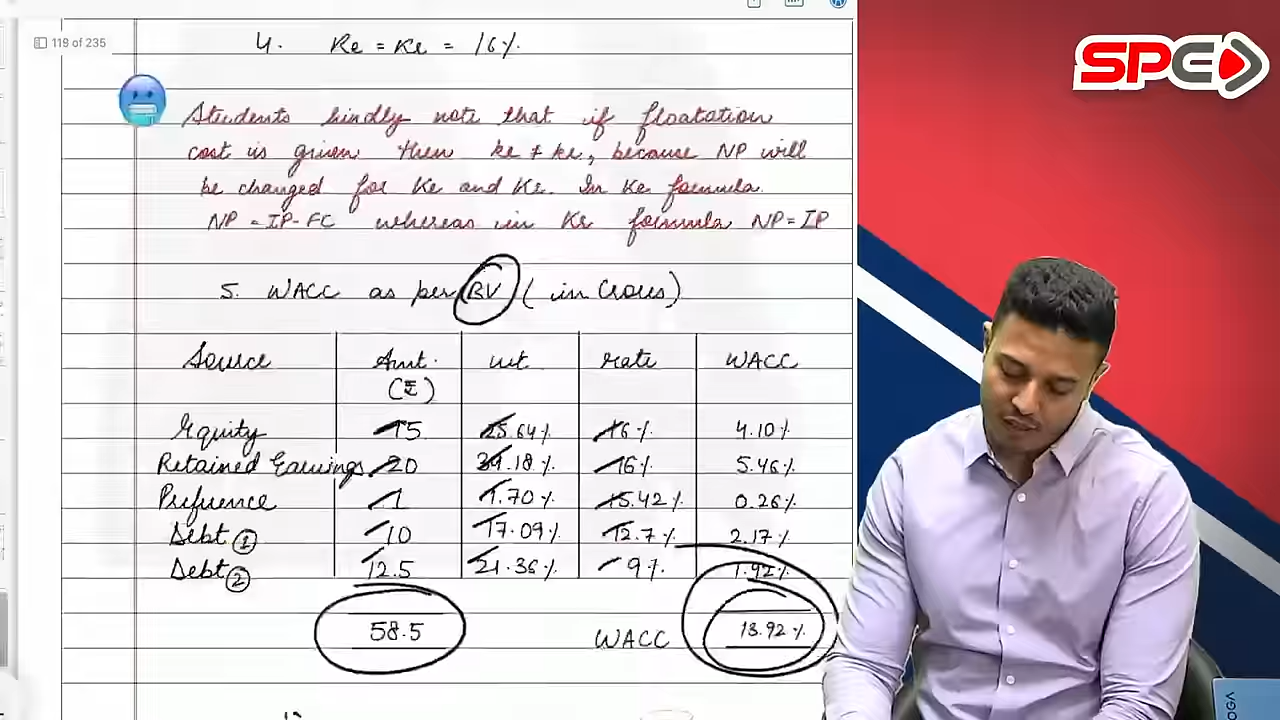 119 of 235
SPE
4. Re = Ke = 16%.
Students kindly note that if floatation
cost is given then ke ≠ kr, because NP will
be changed for Ke and Kr. In Ke formula
NP = IP-FC whereas in Kr formula NP = IP
5. WACC as per BV (in Crores)
Source Amt. (₹) wt rate WACC
Equity 15 25.64% 16% 4.10%
Retained Earnings 20 34.18% 16% 5.46%
Prefrence 1 1.70% 15.42% 0.26%
Debt ① 10 17.09% 12.7% 2.17%
Debt ② 12.5 21.36% 9% 1.92%
58.5 WACC 13.92%